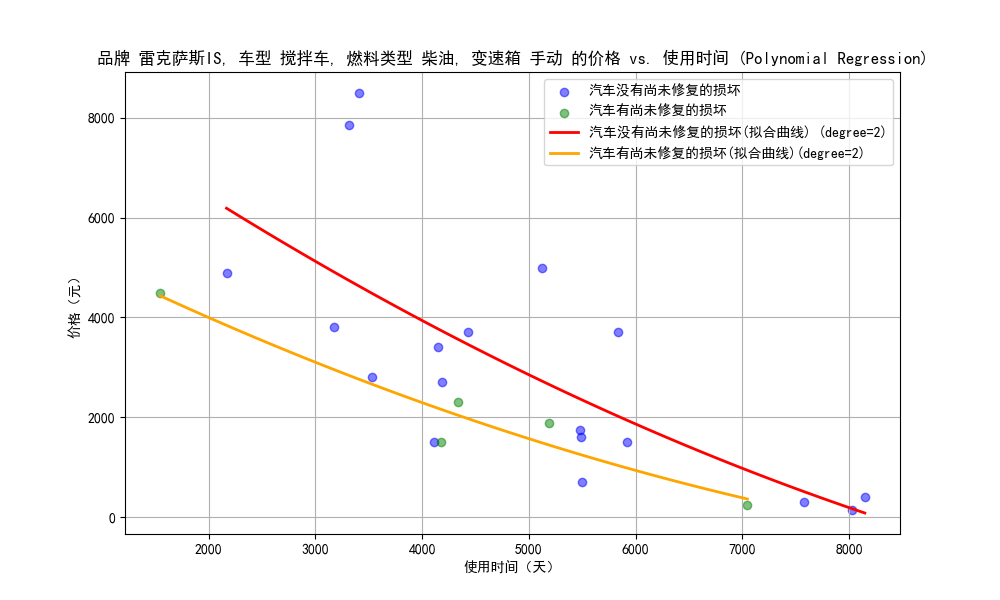 品牌 雷克萨斯IS, 车型 搅拌车, 燃料类型 柴油, 变速箱 手动 的价格 vs. 使用时间 (Polynomial Regression)
汽车没有尚未修复的损坏
汽车有尚未修复的损坏
汽车没有尚未修复的损坏(拟合曲线) (degree=2)
汽车有尚未修复的损坏(拟合曲线)(degree=2)
价格（元）
8000
6000
4000
2000
0
2000 3000 4000 5000 6000 7000 8000
使用时间（天）